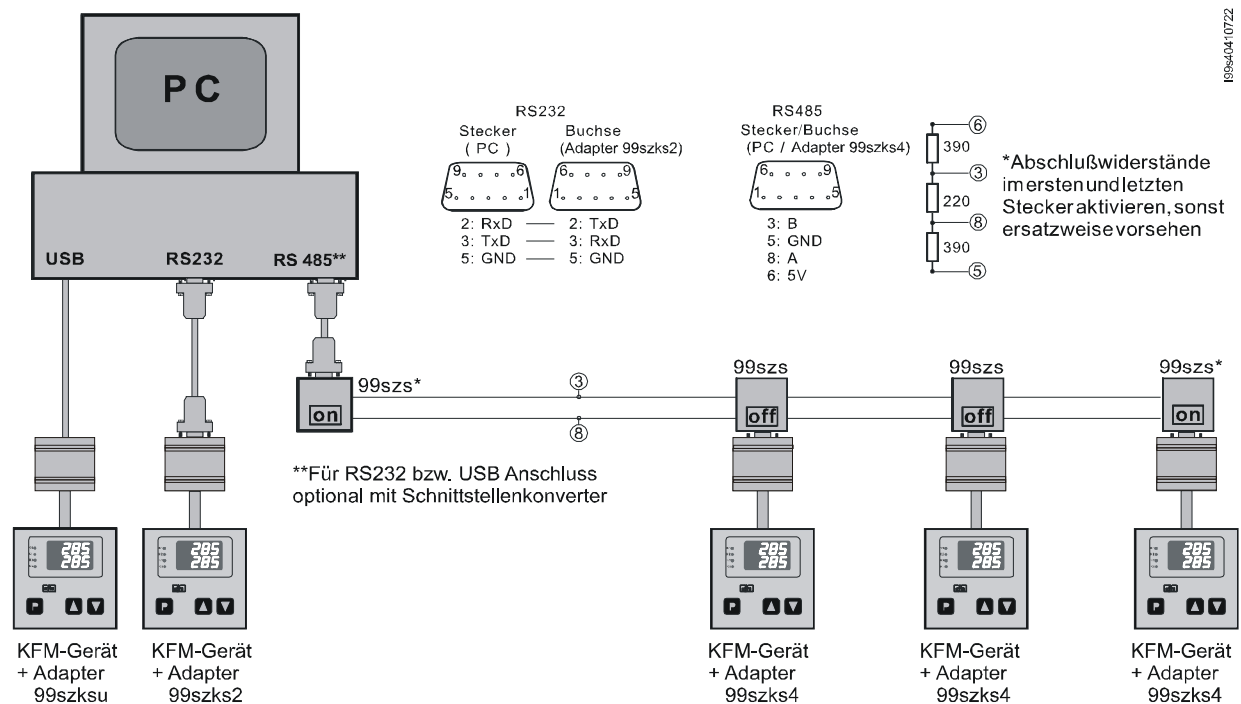 I99s40410722
PC
USB
RS232
RS 485**
RS232
Stecker
( PC )
Buchse
(Adapter 99szks2)
9 6
5 1
6 9
1 5
2: RxD — 2: TxD
3: TxD — 3: RxD
5: GND — 5: GND
RS485
Stecker/Buchse
(PC / Adapter 99szks4)
6 9
1 5
3: B
5: GND
8: A
6: 5V
6
390
3
220
8
390
5
*Abschlußwiderstände
im ersten und letzten
Stecker aktivieren, sonst
ersatzweise vorsehen
99szs*
on
3
8
99szs
off
99szs
off
99szs*
on
**Für RS232 bzw. USB Anschluss
optional mit Schnittstellenkonverter
285
285
P
KFM-Gerät
+ Adapter
99szksu
285
285
P
KFM-Gerät
+ Adapter
99szks2
285
285
P
KFM-Gerät
+ Adapter
99szks4
285
285
P
KFM-Gerät
+ Adapter
99szks4
285
285
P
KFM-Gerät
+ Adapter
99szks4